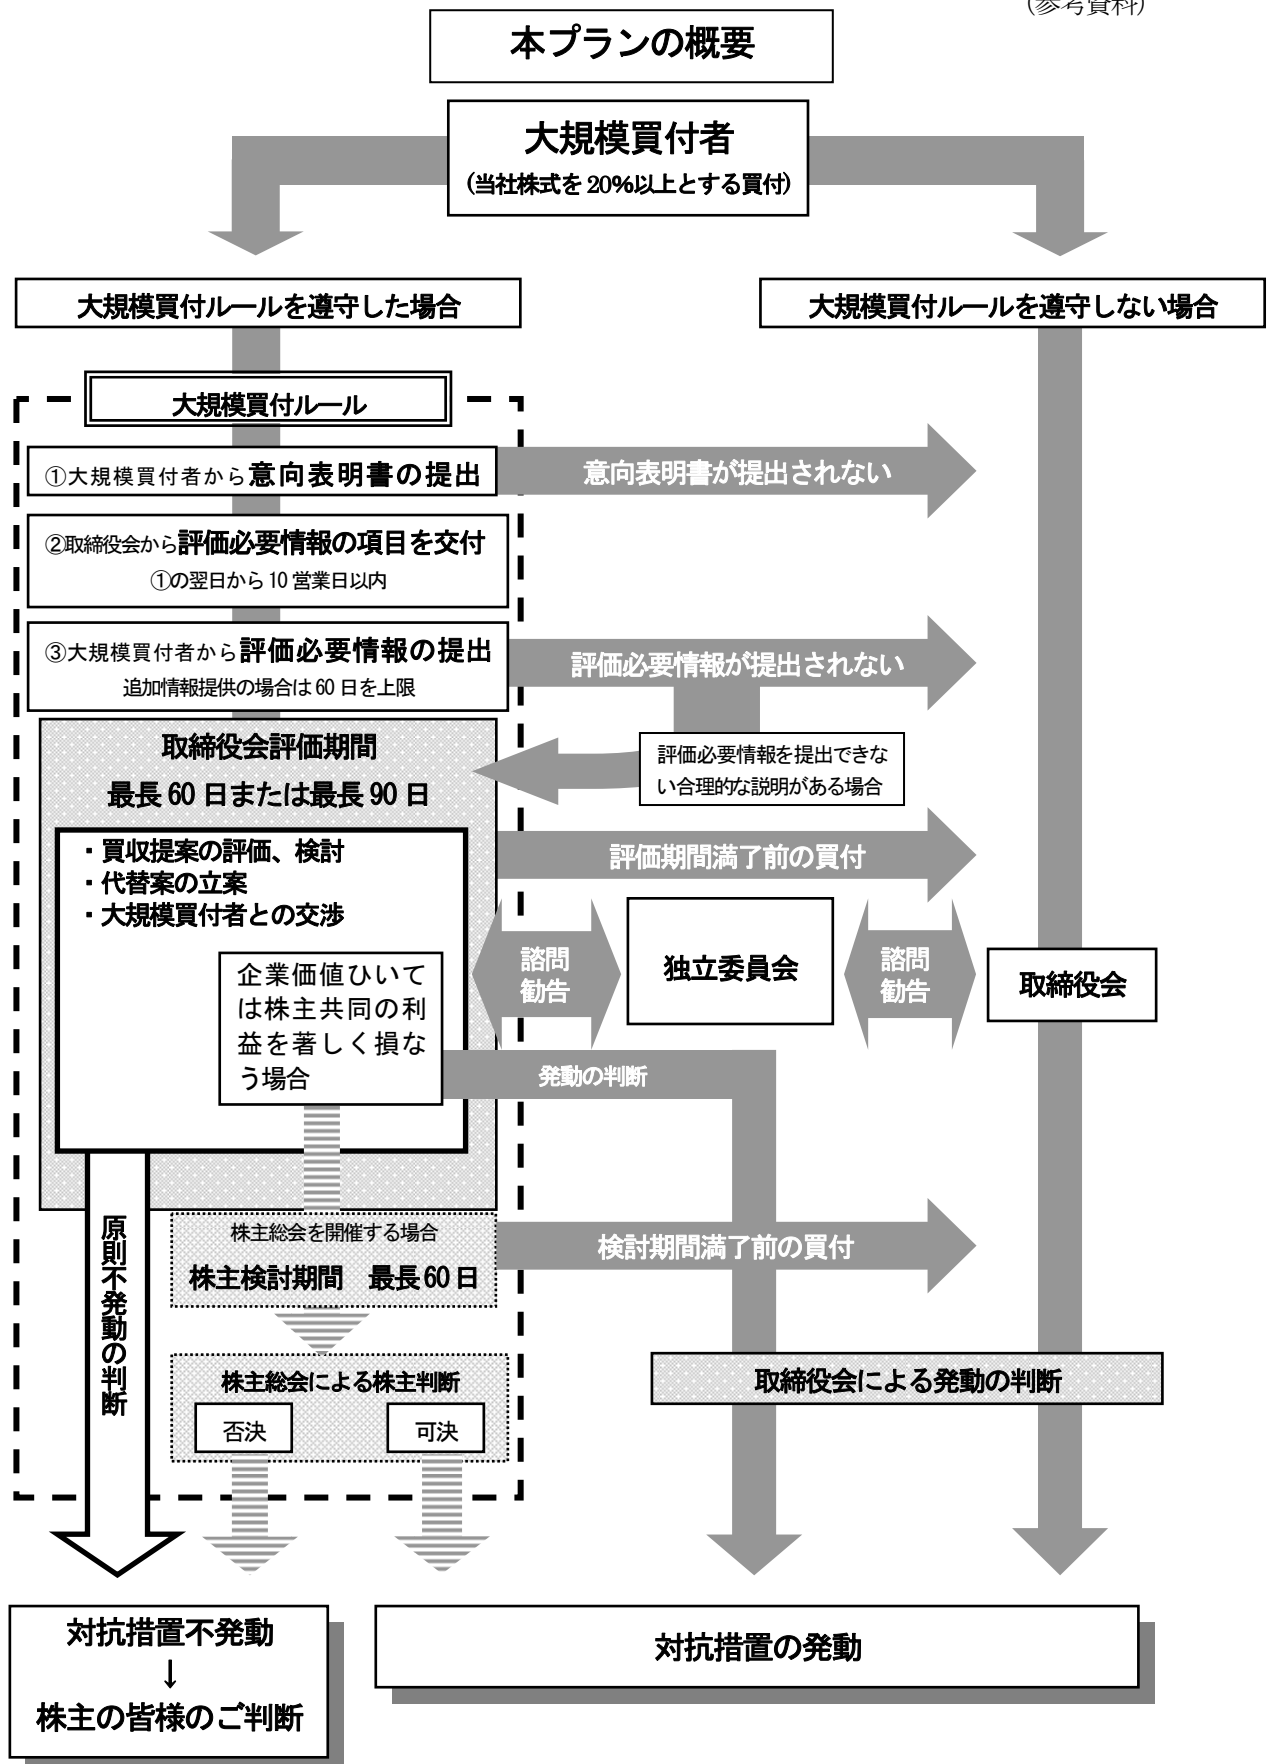 (参考資料)
本プランの概要
大規模買付者
(当社株式を 20%以上とする買付)
大規模買付ルールを遵守した場合
大規模買付ルールを遵守しない場合
大規模買付ルール
①大規模買付者から意向表明書の提出
意向表明書が提出されない
②取締役会から評価必要情報の項目を交付
①の翌日から 10 営業日以内
③大規模買付者から評価必要情報の提出
追加情報提供の場合は 60 日を上限
評価必要情報が提出されない
取締役会評価期間
最長 60 日または最長 90 日
評価必要情報を提出できな
い合理的な説明がある場合
・買収提案の評価、検討
・代替案の立案
・大規模買付者との交渉
評価期間満了前の買付
企業価値ひいて
は株主共同の利
益を著しく損な
う場合
諮問
勧告
独立委員会
諮問
勧告
取締役会
発動の判断
原則不発動の判断
株主総会を開催する場合
株主検討期間 最長 60 日
検討期間満了前の買付
株主総会による株主判断
否決
可決
取締役会による発動の判断
対抗措置不発動
↓
株主の皆様のご判断
対抗措置の発動